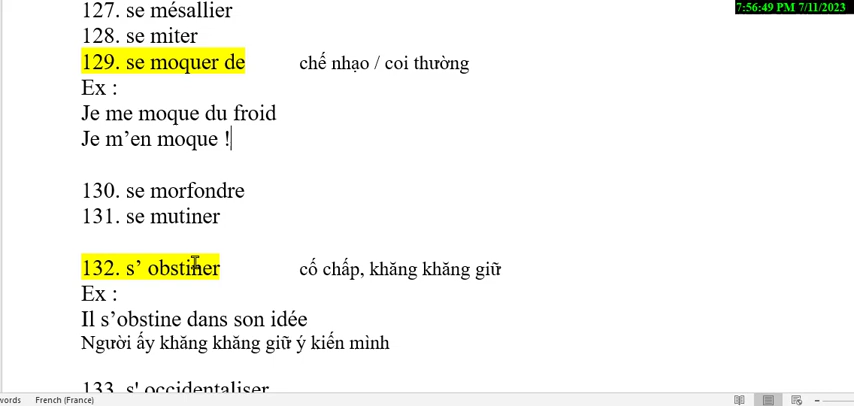 7:56:49 PM 7/11/2023
127. se mésallier
128. se miter
129. se moquer de chế nhạo / coi thường
Ex :
Je me moque du froid
Je m’en moque !
130. se morfondre
131. se mutiner
132. s’ obstiner cố chấp, khăng khăng giữ
Ex :
Il s’obstine dans son idée
Người ấy khăng khăng giữ ý kiến mình
133. s' occidentaliser
words French (France)